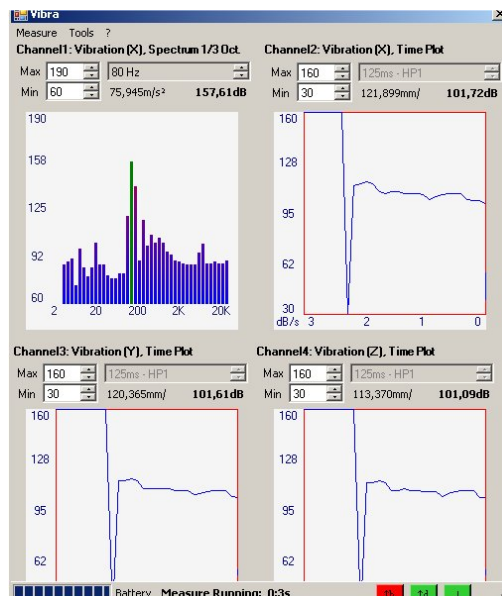 Vibra
Measure Tools ?
Channel1: Vibration (X), Spectrum 1/3 Oct.
Max 190 80 Hz
Min 60 75,945m/s² 157,61dB
190
158
125
92
60
2 20 200 2K 20K
Channel2: Vibration (X), Time Plot
Max 160 125ms - HP1
Min 30 121,899mm/ 101,72dB
160
128
95
62
30
dB/s 3 2 1 0
Channel3: Vibration (Y), Time Plot
Max 160 125ms - HP1
Min 30 120,365mm/ 101,61dB
160
128
95
62
Channel4: Vibration (Z), Time Plot
Max 160 125ms - HP1
Min 30 113,370mm/ 101,09dB
160
128
95
62
Battery Measure Running: 0:3s